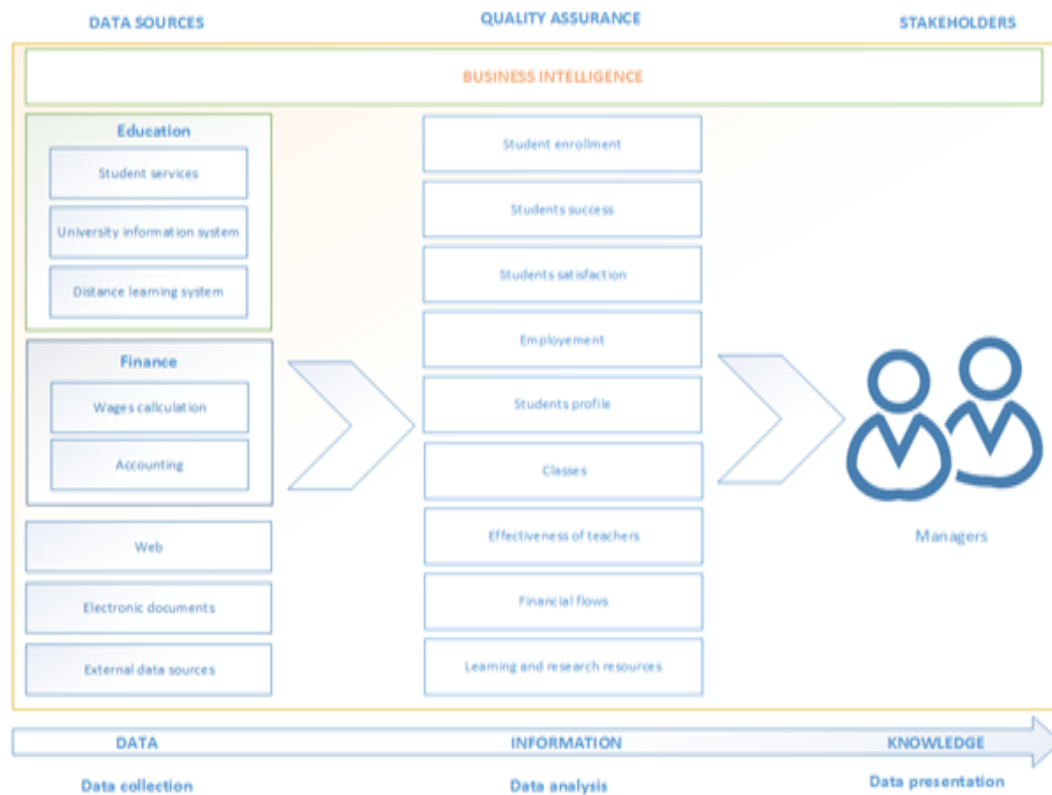 DATA SOURCES
QUALITY ASSURANCE
STAKEHOLDERS
BUSINESS INTELLIGENCE
Education
Student services
University information system
Distance learning system
Finance
Wages callculation
Accounting
Web
Electronic documents
External data sources
Student enrollment
Students success
Students satisfaction
Employement
Students profile
Classes
Effectiveness of teachers
Financial flows
Learning and research resources
Managers
DATA
INFORMATION
KNOWLEDGE
Data collection
Data analysis
Data presentation